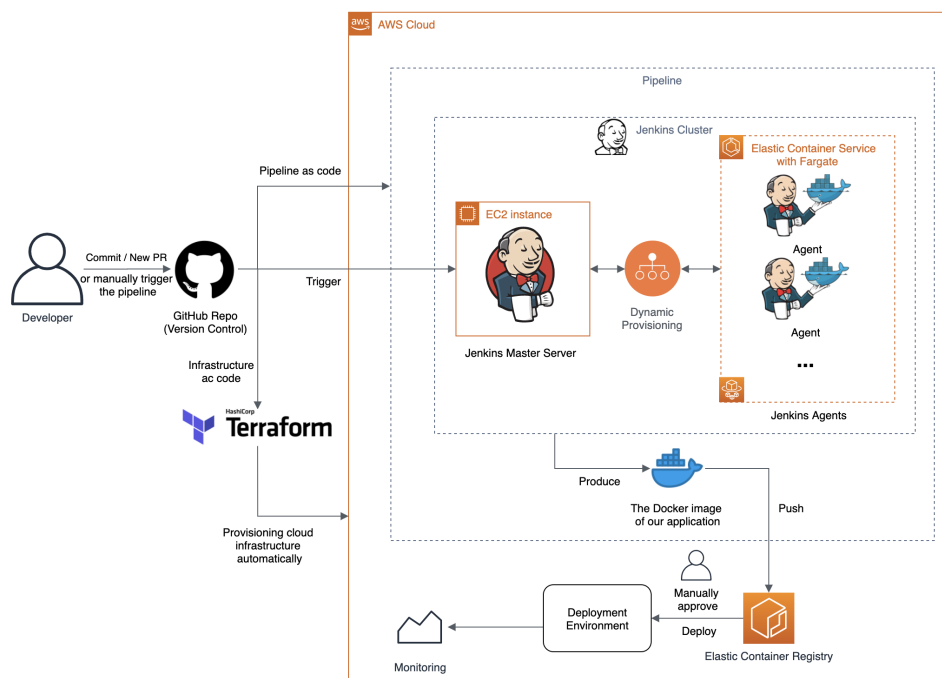 aws
AWS Cloud
Pipeline
Jenkins Cluster
Elastic Container Service
with Fargate
Pipeline as code
EC2 instance
Agent
Commit / New PR
or manually trigger
the pipeline
Trigger
Developer
GitHub Repo
(Version Control)
Dynamic
Provisioning
Agent
Jenkins Master Server
...
Infrastructure
ac code
Jenkins Agents
HashiCorp
Terraform
Produce
The Docker image
of our application
Push
Provisioning cloud
infrastructure
automatically
Manually
approve
Deployment
Environment
Deploy
Elastic Container Registry
Monitoring